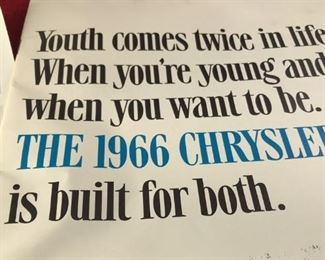 Youth comes twice in life
When you're young and
when you want to be.
THE 1966 CHRYSLER
is built for both.